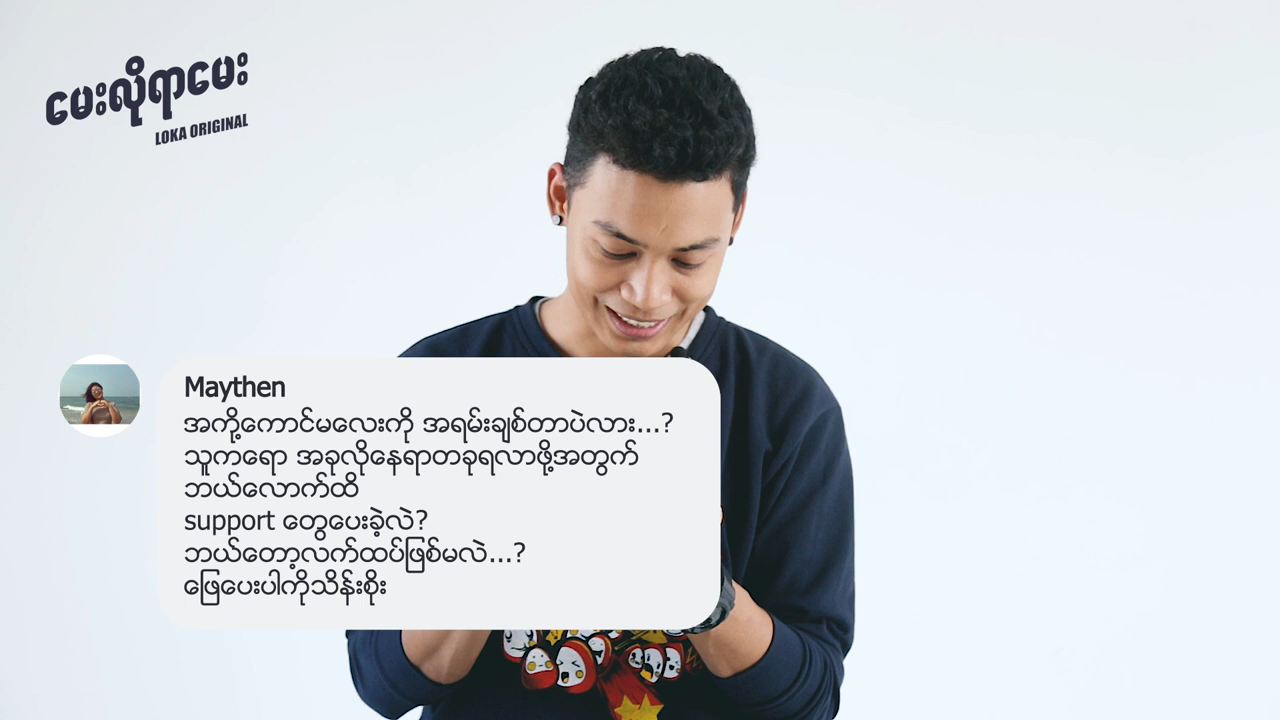 မေးလိုရာမေး
LOKA ORIGINAL
Maythen
အကို့ကောင်မလေးကို အရမ်းချစ်တာပဲလား...?
သူကရော အခုလိုနေရာတခုရလာဖို့အတွက်
ဘယ်လောက်ထိ
support တွေပေးခဲ့လဲ?
ဘယ်တော့လက်ထပ်ဖြစ်မလဲ...?
ဖြေပေးပါကိုသိန်းစိုး